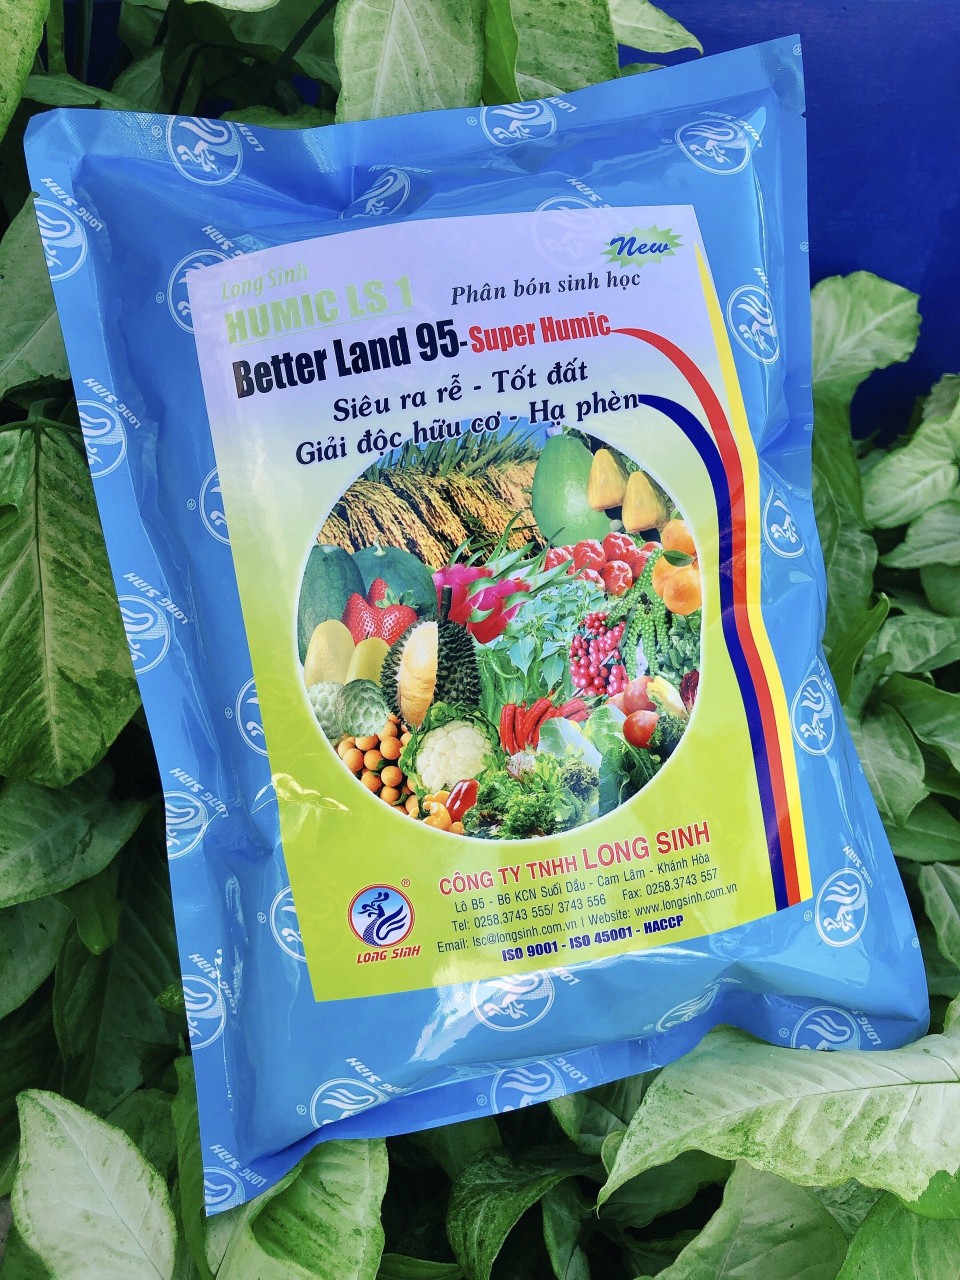 New
Long Sinh
HUMIC LS 1
Phân bón sinh học
Better Land 95-Super Humic
Siêu ra rễ - Tốt đất
Giải độc hữu cơ - Hạ phèn
CÔNG TY TNHH LONG SINH
Lô B5 - B6 KCN Suối Dầu - Cam Lâm - Khánh Hòa
Tel: 0258.3743 555/ 3743 556 Fax: 0258.3743 557
Email: lsc@longsinh.com.vn | Website: www.longsinh.com.vn
ISO 9001 - ISO 45001 - HACCP
®
LONG SINH